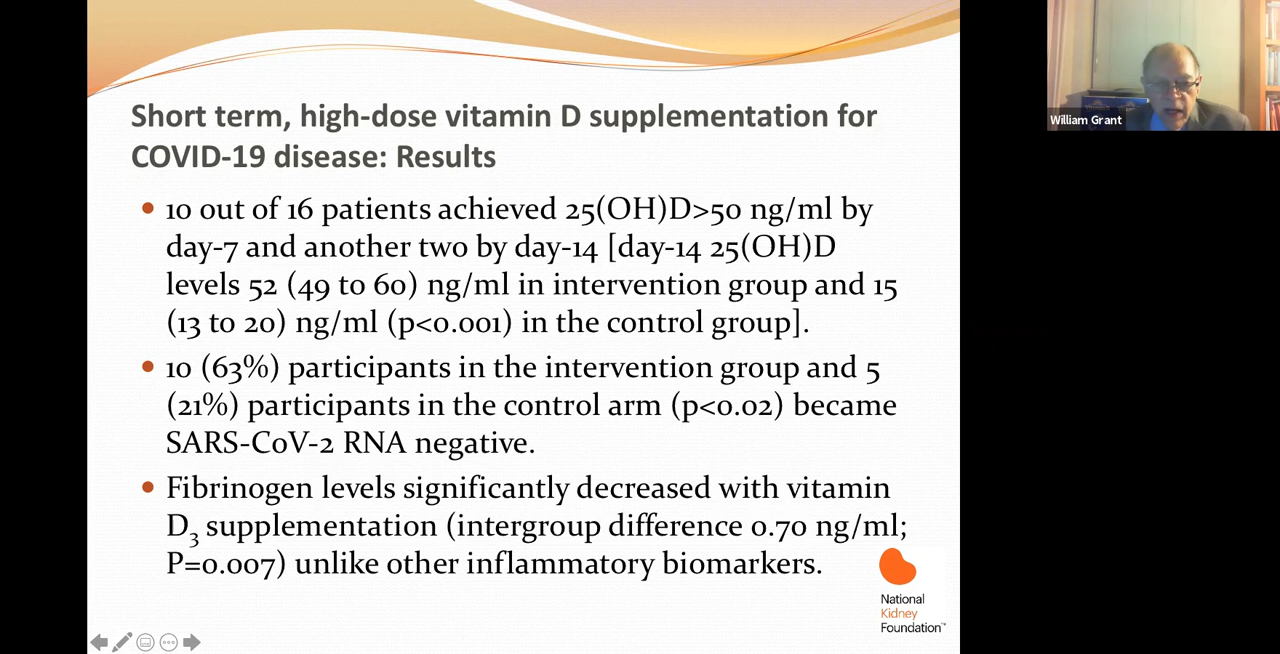 Short term, high-dose vitamin D supplementation for
COVID-19 disease: Results
• 10 out of 16 patients achieved 25(OH)D>50 ng/ml by
day-7 and another two by day-14 [day-14 25(OH)D
levels 52 (49 to 60) ng/ml in intervention group and 15
(13 to 20) ng/ml (p<0.001) in the control group].
• 10 (63%) participants in the intervention group and 5
(21%) participants in the control arm (p<0.02) became
SARS-CoV-2 RNA negative.
• Fibrinogen levels significantly decreased with vitamin
D₃ supplementation (intergroup difference 0.70 ng/ml;
P=0.007) unlike other inflammatory biomarkers.
National
Kidney
Foundation™
William Grant